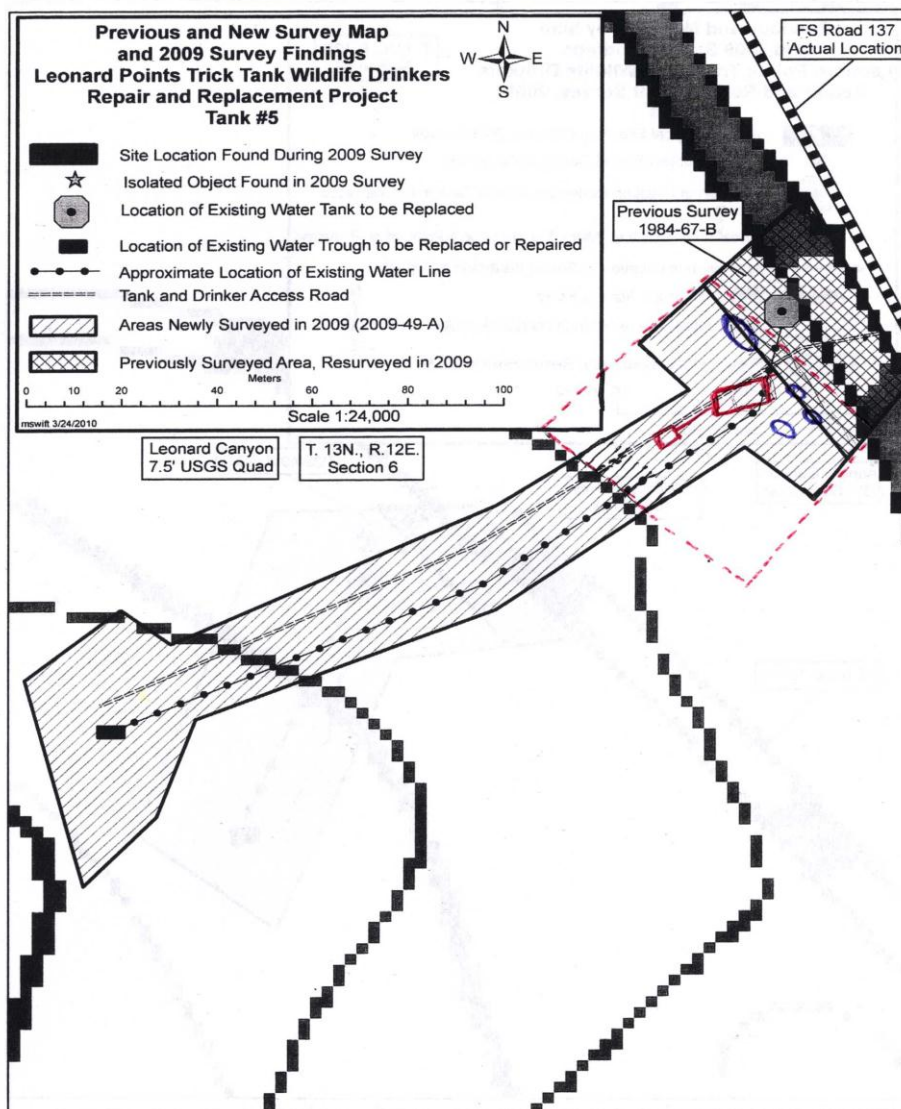 Previous and New Survey Map
and 2009 Survey Findings
Leonard Points Trick Tank Wildlife Drinkers
Repair and Replacement Project
Tank #5
N
W E
S
Site Location Found During 2009 Survey
Isolated Object Found in 2009 Survey
Location of Existing Water Tank to be Replaced
Location of Existing Water Trough to be Replaced or Repaired
Approximate Location of Existing Water Line
Tank and Drinker Access Road
Areas Newly Surveyed in 2009 (2009-49-A)
Previously Surveyed Area, Resurveyed in 2009
Meters
0 20 40 60 80 100
Scale 1:24,000
mswift 3/24/2010
FS Road 137
Actual Location
Previous Survey
1984-67-B
Leonard Canyon
7.5' USGS Quad
T. 13N., R.12E.
Section 6